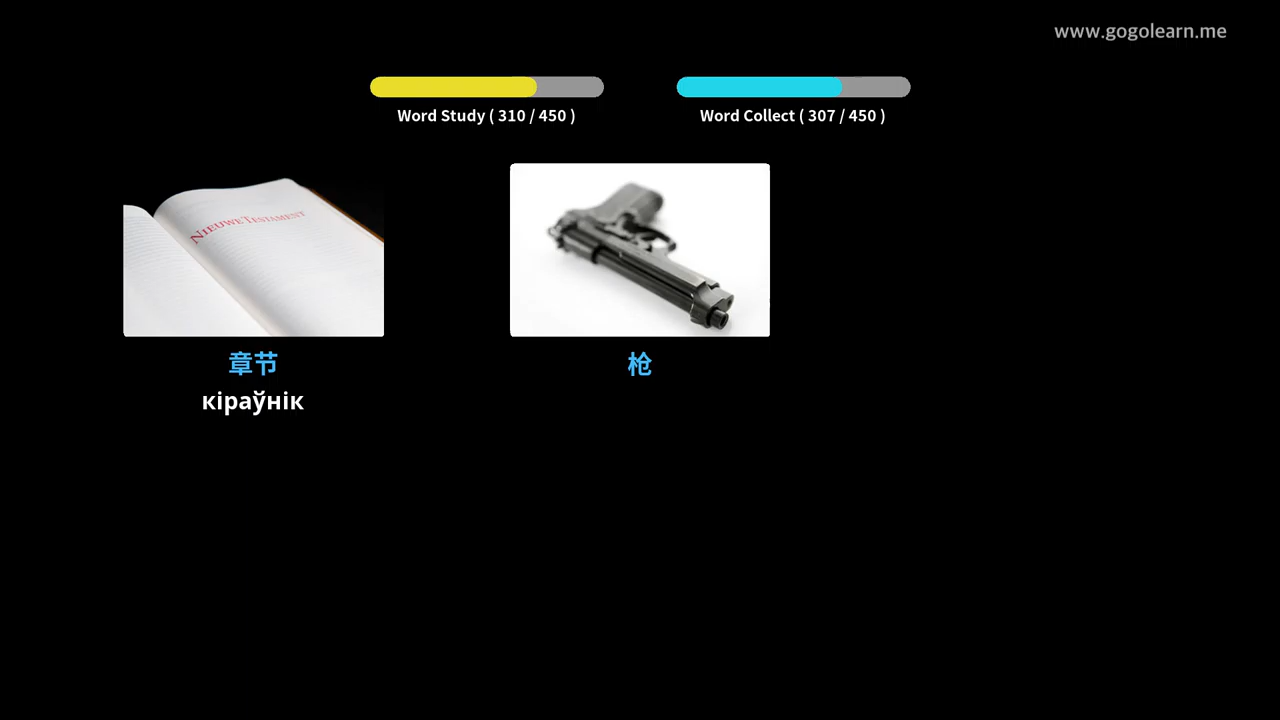 www.gogolearn.me
Word Study ( 310 / 450 )
Word Collect ( 307 / 450 )
NIEUWE TESTAMENT
章节
枪
кіраўнік